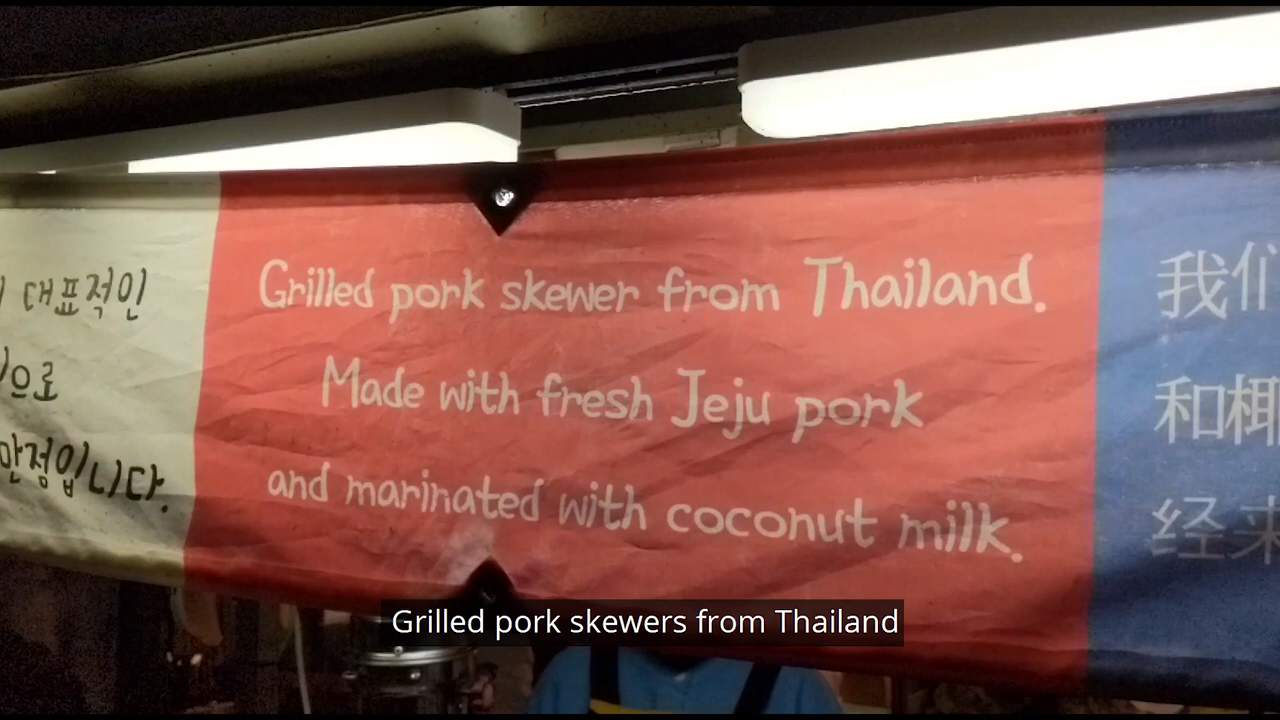 대표적인
으로
만점입니다.
Grilled pork skewer from Thailand.
Made with fresh Jeju pork
and marinated with coconut milk.
我们
和椰
经来
Grilled pork skewers from Thailand